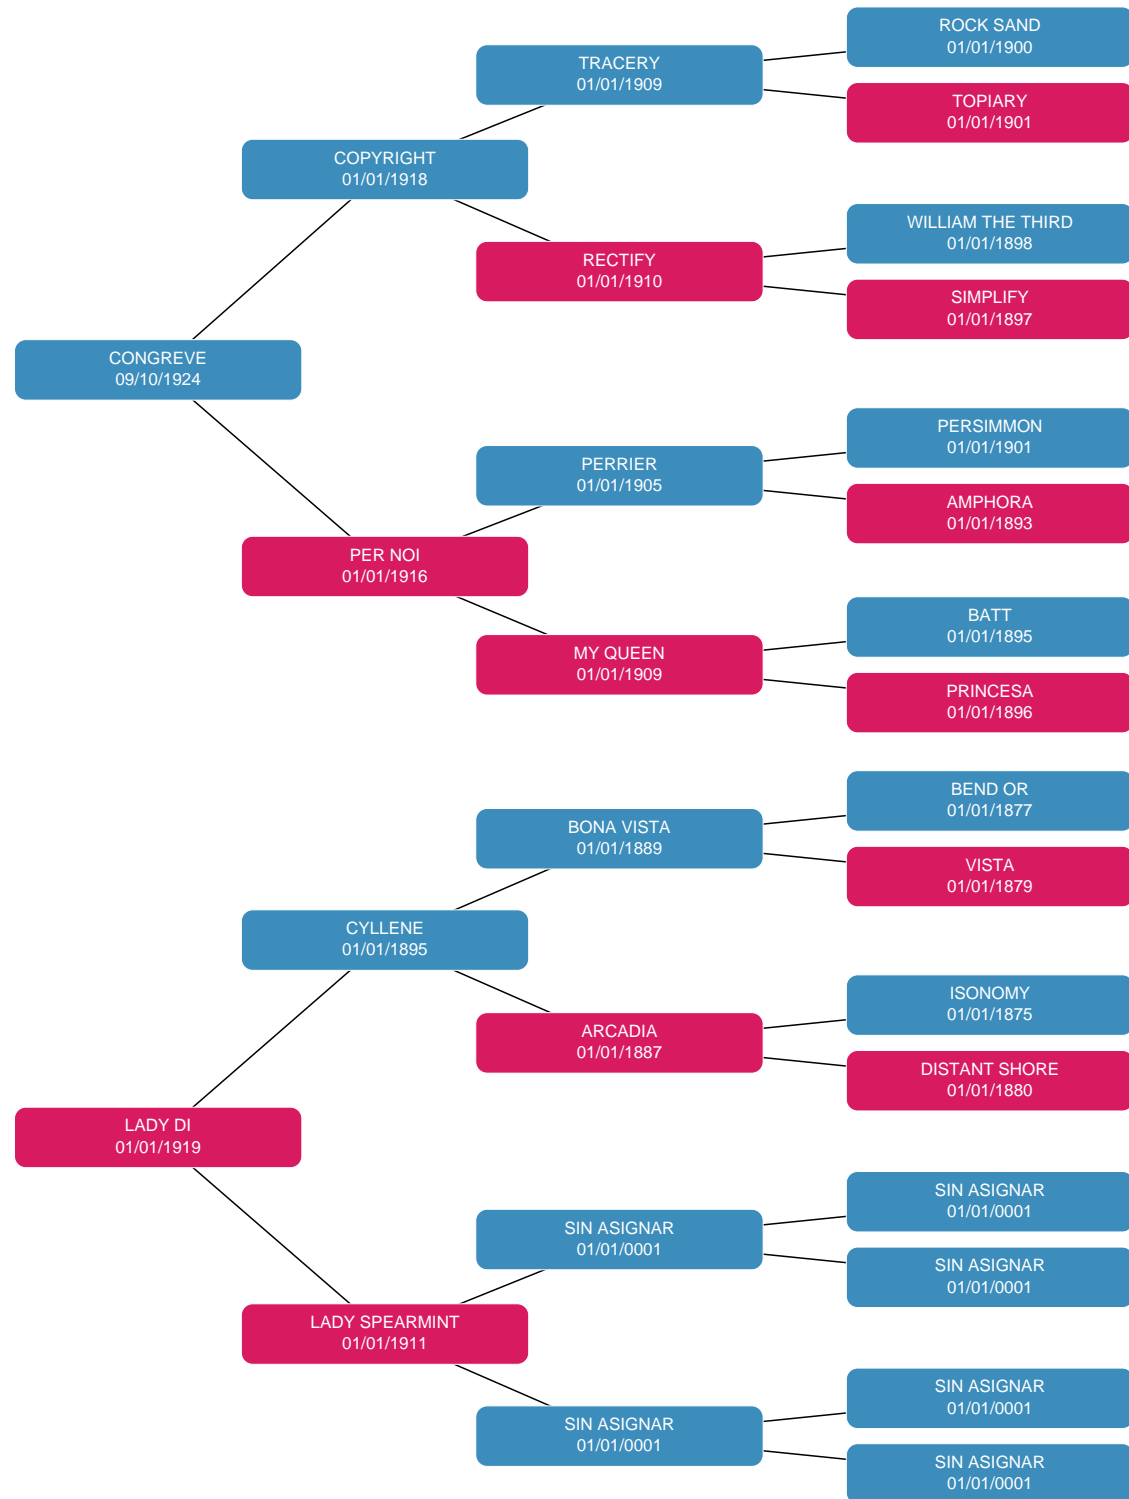 ROCK SAND
01/01/1900
TRACERY
01/01/1909
TOPIARY
01/01/1901
COPYRIGHT
01/01/1918
WILLIAM THE THIRD
01/01/1898
RECTIFY
01/01/1910
SIMPLIFY
01/01/1897
CONGREVE
09/10/1924
PERSIMMON
01/01/1901
PERRIER
01/01/1905
AMPHORA
01/01/1893
PER NOI
01/01/1916
BATT
01/01/1895
MY QUEEN
01/01/1909
PRINCESA
01/01/1896
BEND OR
01/01/1877
BONA VISTA
01/01/1889
VISTA
01/01/1879
CYLLENE
01/01/1895
ISONOMY
01/01/1875
ARCADIA
01/01/1887
DISTANT SHORE
01/01/1880
LADY DI
01/01/1919
SIN ASIGNAR
01/01/0001
SIN ASIGNAR
01/01/0001
SIN ASIGNAR
01/01/0001
LADY SPEARMINT
01/01/1911
SIN ASIGNAR
01/01/0001
SIN ASIGNAR
01/01/0001
SIN ASIGNAR
01/01/0001